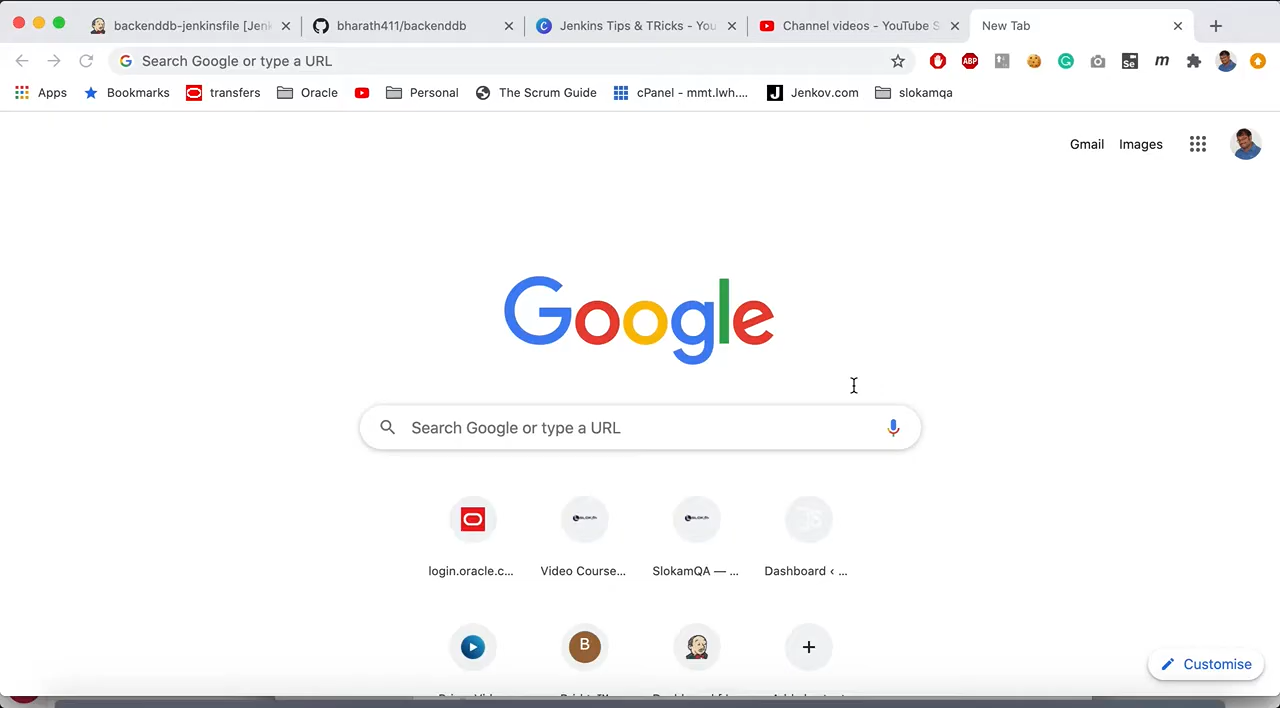 backenddb-jenkinsfile [Jenk
bharath411/backenddb
Jenkins Tips & TRicks - You
Channel videos - YouTube S
New Tab
Search Google or type a URL
ABP
Se
m
Apps
Bookmarks
transfers
Oracle
Personal
The Scrum Guide
cPanel - mmt.lwh....
J
Jenkov.com
slokamqa
Gmail
Images
Google
Search Google or type a URL
login.oracle.c...
Video Course...
SlokamQA — ...
Dashboard ‹ ...
B
Customise